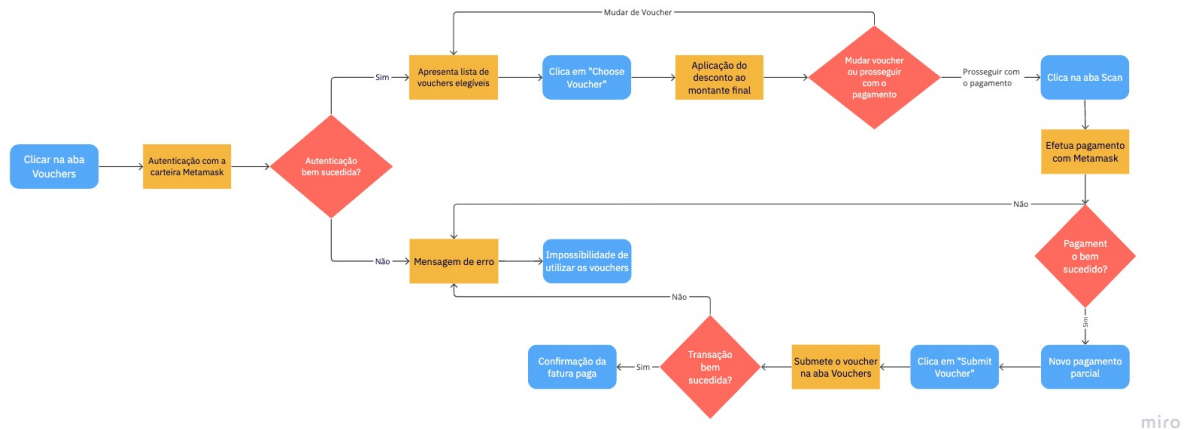 Mudar de Voucher
Sim
Apresenta lista de
vouchers elegíveis
Clica em "Choose
Voucher"
Aplicação do
desconto ao
montante final
Mudar voucher
ou prosseguir
com o
pagamento
Prosseguir com
o pagamento
Clica na aba Scan
Clicar na aba
Vouchers
Autenticação com a
carteira Metamask
Autenticação
bem sucedida?
Efetua pagamento
com Metamask
Não
Não
Mensagem de erro
Impossibilidade de
utilizar os vouchers
Pagament
o bem
sucedido?
Não
Sim
Confirmação da
fatura paga
Sim
Transação
bem
sucedida?
Submete o voucher
na aba Vouchers
Clica em "Submit
Voucher"
Novo pagamento
parcial
miro